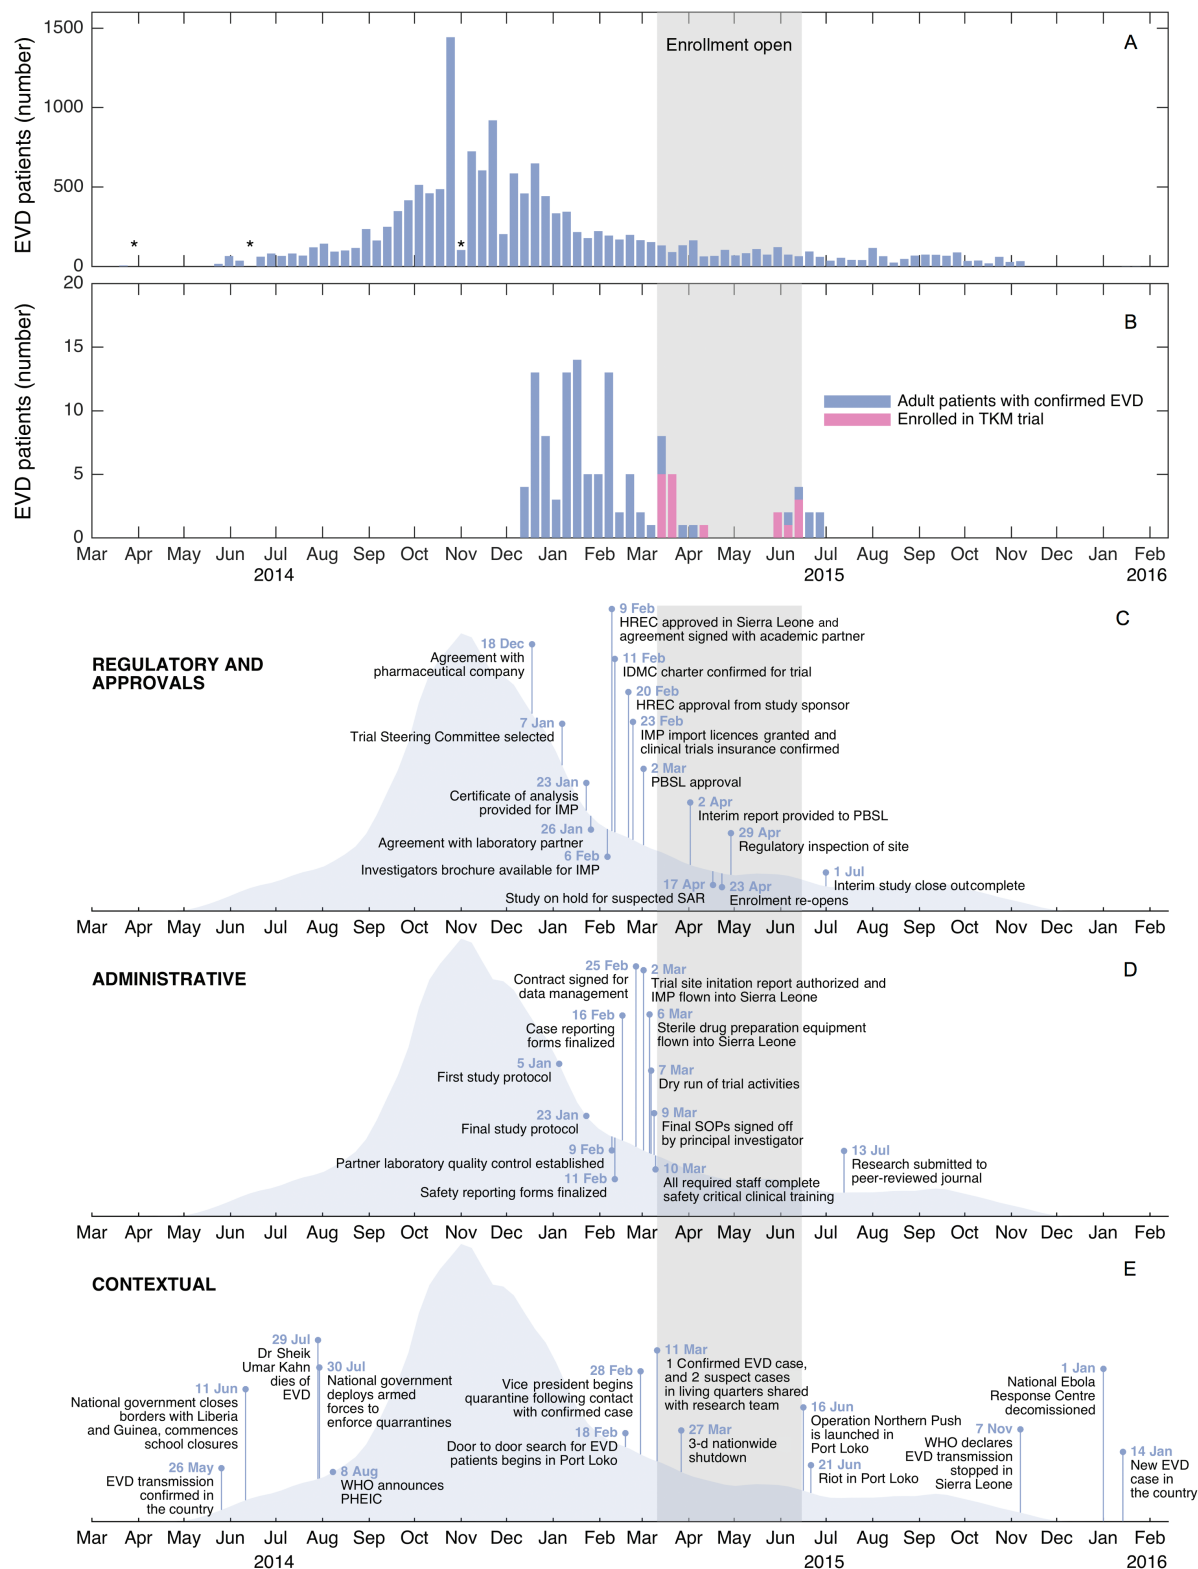 A
Enrollment open
EVD patients (number)
1500
1000
500
0
*
*
*
B
EVD patients (number)
20
15
10
5
0
Adult patients with confirmed EVD
Enrolled in TKM trial
Mar Apr May Jun Jul Aug Sep Oct Nov Dec Jan Feb Mar Apr May Jun Jul Aug Sep Oct Nov Dec Jan Feb
2014 2015 2016
C
REGULATORY AND
APPROVALS
9 Feb
HREC approved in Sierra Leone and
agreement signed with academic partner
18 Dec
Agreement with
pharmaceutical company
11 Feb
IDMC charter confirmed for trial
20 Feb
HREC approval from study sponsor
7 Jan
Trial Steering Committee selected
23 Feb
IMP import licences granted and
clinical trials insurance confirmed
2 Mar
PBSL approval
23 Jan
Certificate of analysis
provided for IMP
2 Apr
Interim report provided to PBSL
26 Jan
Agreement with laboratory partner
29 Apr
Regulatory inspection of site
6 Feb
Investigators brochure available for IMP
1 Jul
Interim study close outcomplete
17 Apr
Study on hold for suspected SAR
23 Apr
Enrolment re-opens
Mar Apr May Jun Jul Aug Sep Oct Nov Dec Jan Feb Mar Apr May Jun Jul Aug Sep Oct Nov Dec Jan Feb
D
ADMINISTRATIVE
25 Feb
Contract signed for
data management
2 Mar
Trial site initation report authorized and
IMP flown into Sierra Leone
16 Feb
Case reporting
forms finalized
6 Mar
Sterile drug preparation equipment
flown into Sierra Leone
5 Jan
First study protocol
7 Mar
Dry run of trial activities
23 Jan
Final study protocol
9 Mar
Final SOPs signed off
by principal investigator
9 Feb
Partner laboratory quality control established
13 Jul
Research submitted to
peer-reviewed journal
11 Feb
Safety reporting forms finalized
10 Mar
All required staff complete
safety critical clinical training
Mar Apr May Jun Jul Aug Sep Oct Nov Dec Jan Feb Mar Apr May Jun Jul Aug Sep Oct Nov Dec Jan Feb
E
CONTEXTUAL
29 Jul
Dr Sheik
Umar Kahn
dies of
EVD
30 Jul
National government
deploys armed
forces to
enforce quarrantines
11 Jun
National government closes
borders with Liberia
and Guinea, commences
school closures
26 May
EVD transmission
confirmed in
the country
8 Aug
WHO announces
PHEIC
28 Feb
Vice president begins
quarantine following contact
with confirmed case
18 Feb
Door to door search for EVD
patients begins in Port Loko
11 Mar
1 Confirmed EVD case,
and 2 suspect cases
in living quarters shared
with research team
27 Mar
3-d nationwide
shutdown
16 Jun
Operation Northern Push
is launched in
Port Loko
21 Jun
Riot in Port Loko
1 Jan
National Ebola
Response Centre
decomissioned
7 Nov
WHO declares
EVD transmission
stopped in
Sierra Leone
14 Jan
New EVD
case in
the country
Mar Apr May Jun Jul Aug Sep Oct Nov Dec Jan Feb Mar Apr May Jun Jul Aug Sep Oct Nov Dec Jan Feb
2014 2015 2016